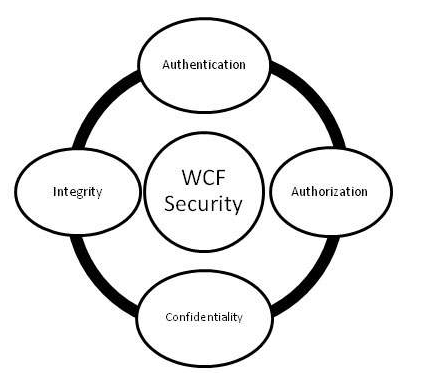 Authentication
Integrity
WCF
Security
Authorization
Confidentiality